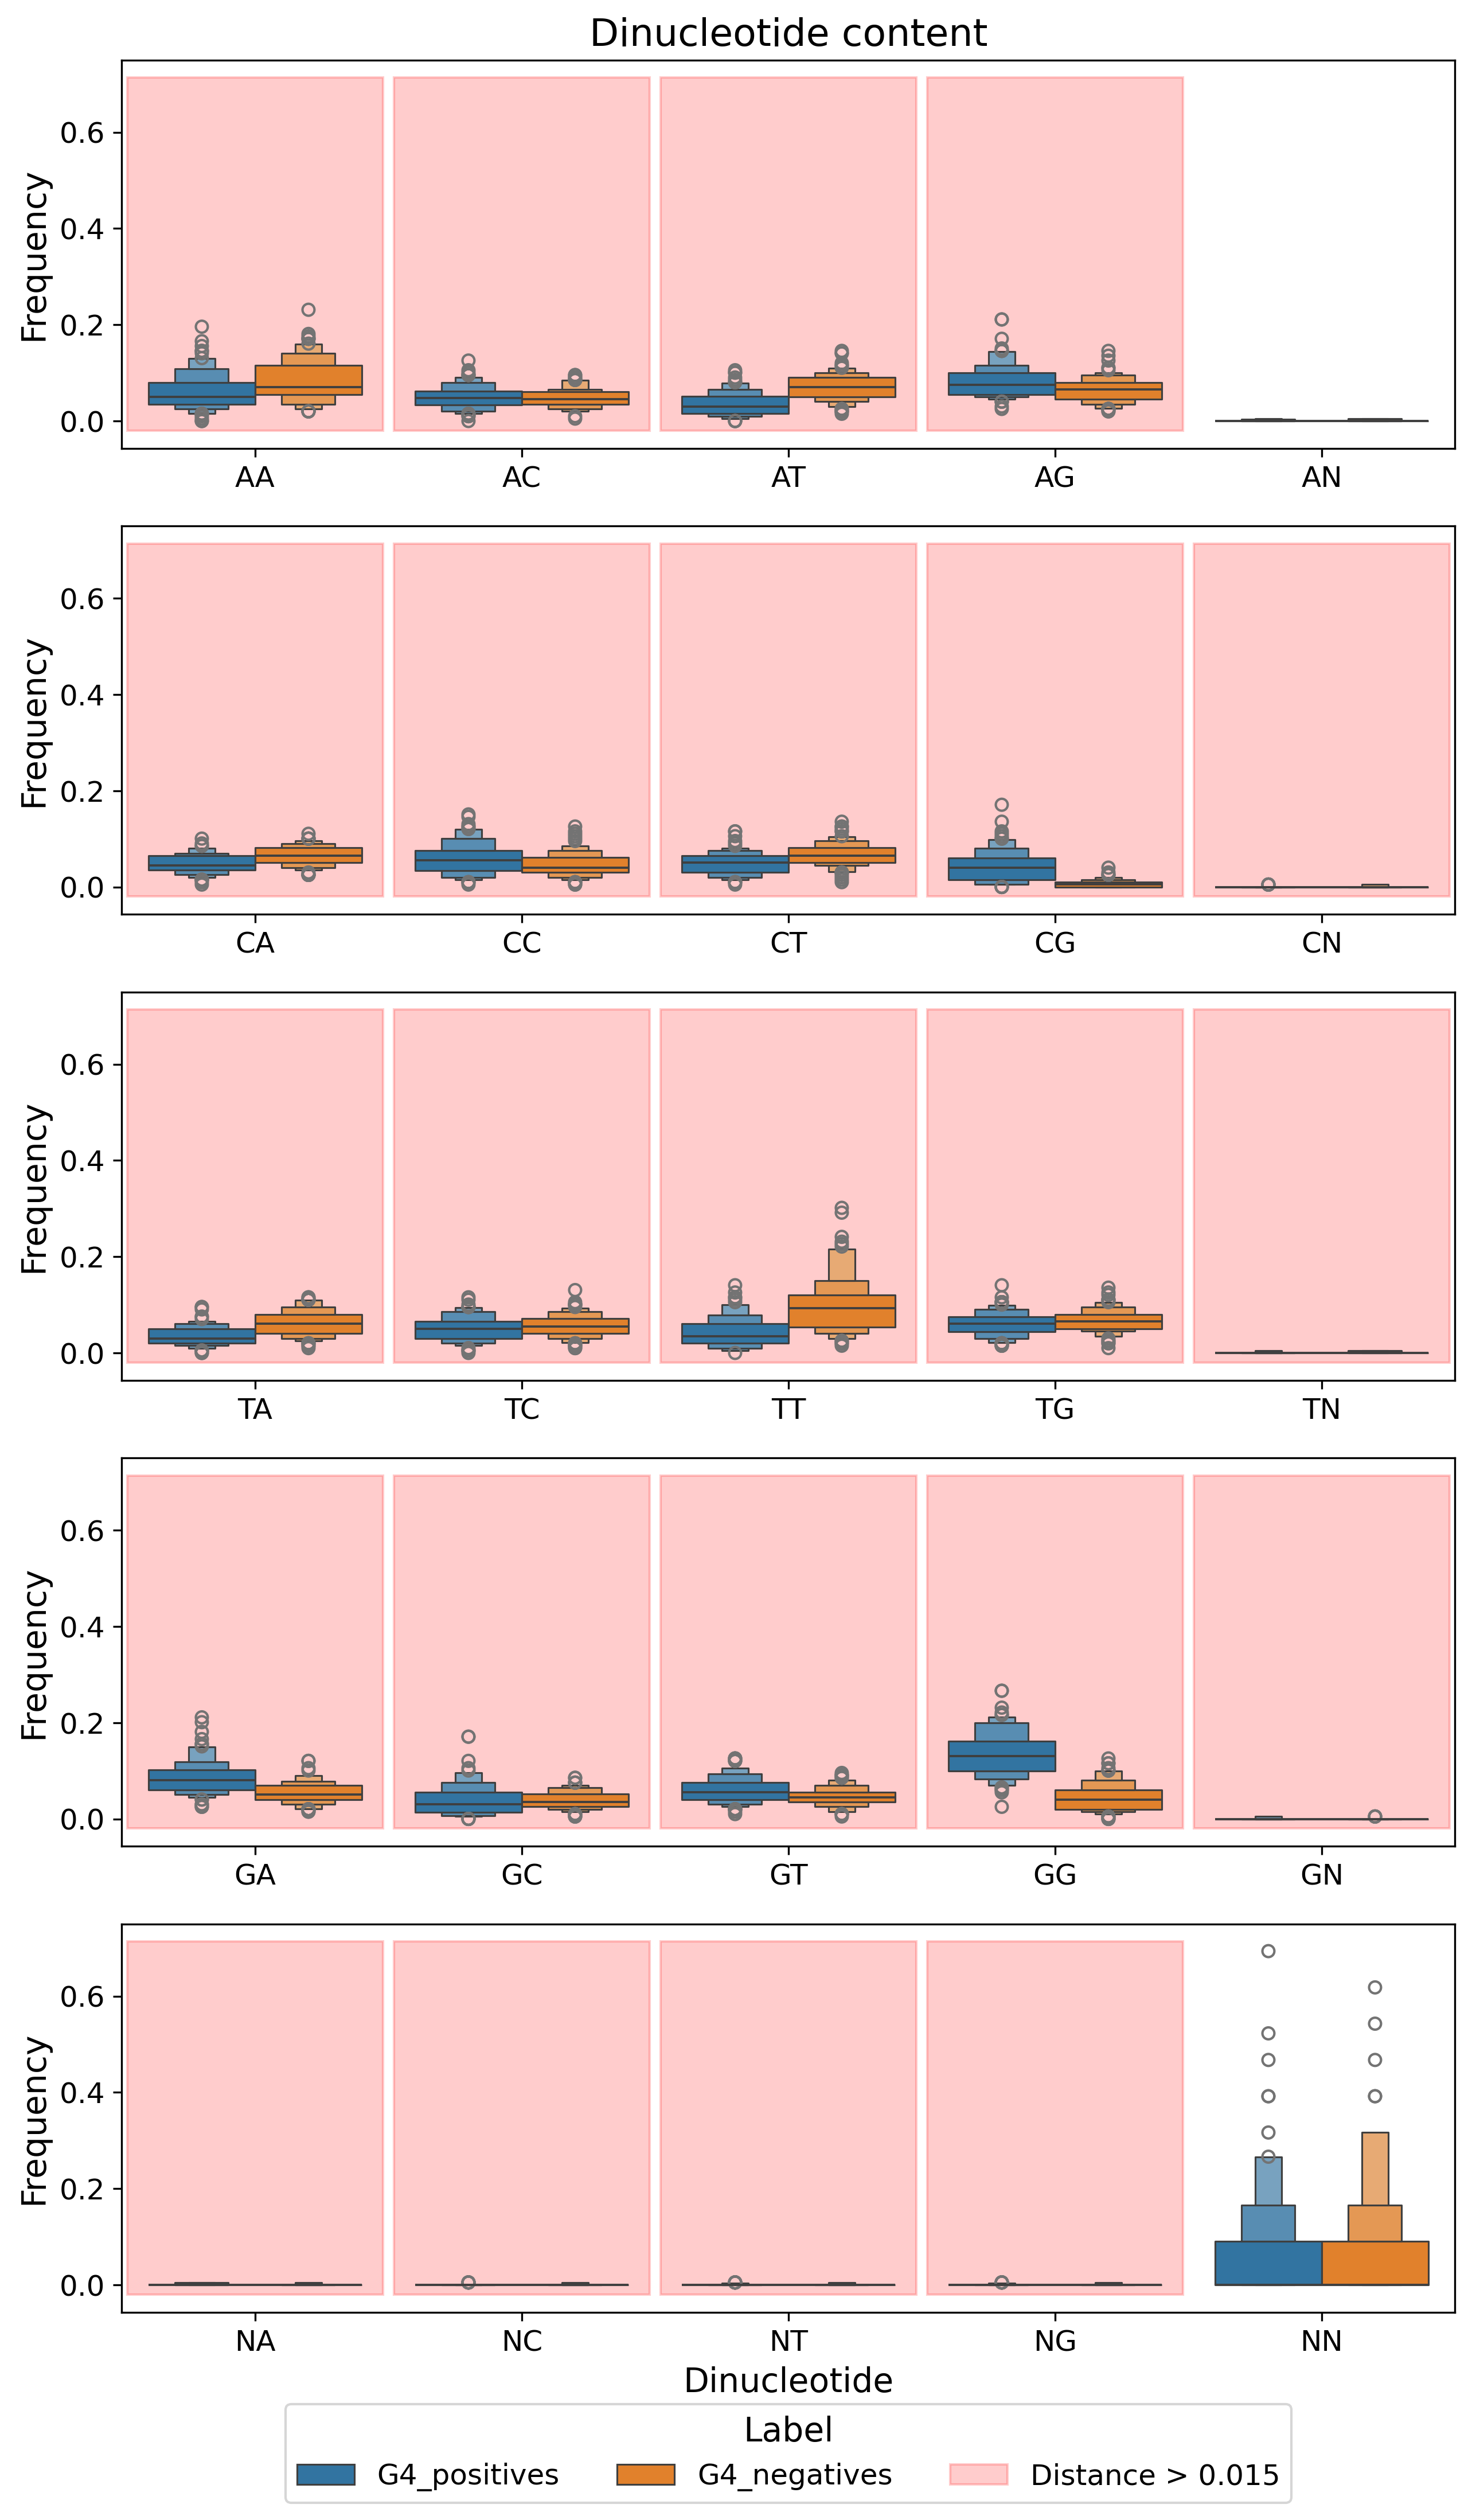 Dinucleotide content
Frequency
0.6
0.4
0.2
0.0
AA AC AT AG AN
Frequency
0.6
0.4
0.2
0.0
CA CC CT CG CN
Frequency
0.6
0.4
0.2
0.0
TA TC TT TG TN
Frequency
0.6
0.4
0.2
0.0
GA GC GT GG GN
Frequency
0.6
0.4
0.2
0.0
NA NC NT NG NN
Dinucleotide
Label
G4_positives G4_negatives Distance > 0.015